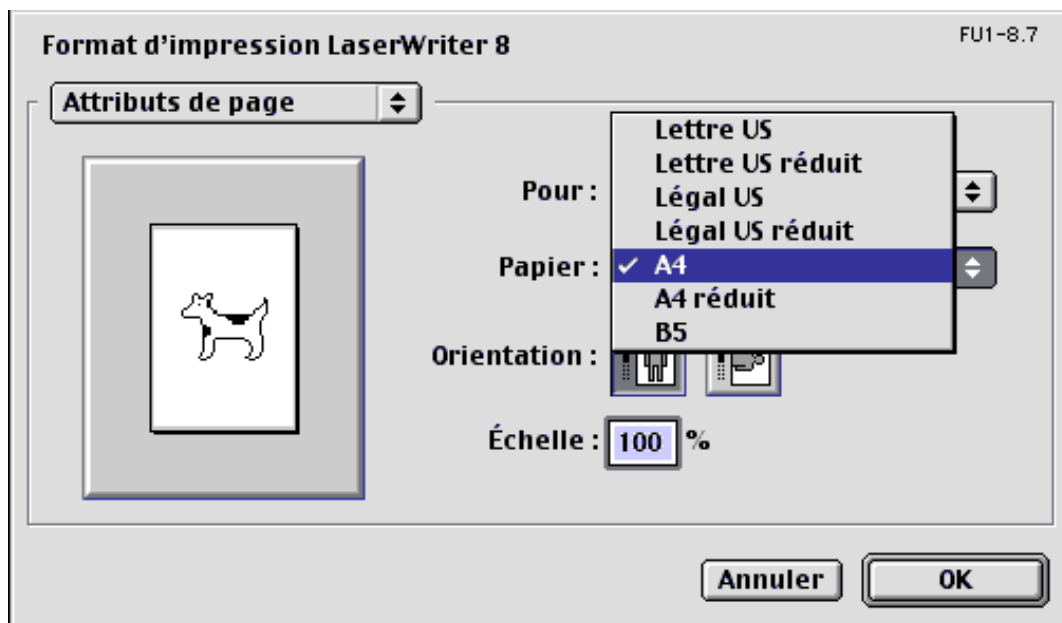 Format d'impression LaserWriter 8
FU1-8.7
Attributs de page
Pour :
Lettre US
Lettre US réduit
Légal US
Légal US réduit
Papier :
✓ A4
A4 réduit
B5
Orientation :
Échelle : 100 %
Annuler
OK